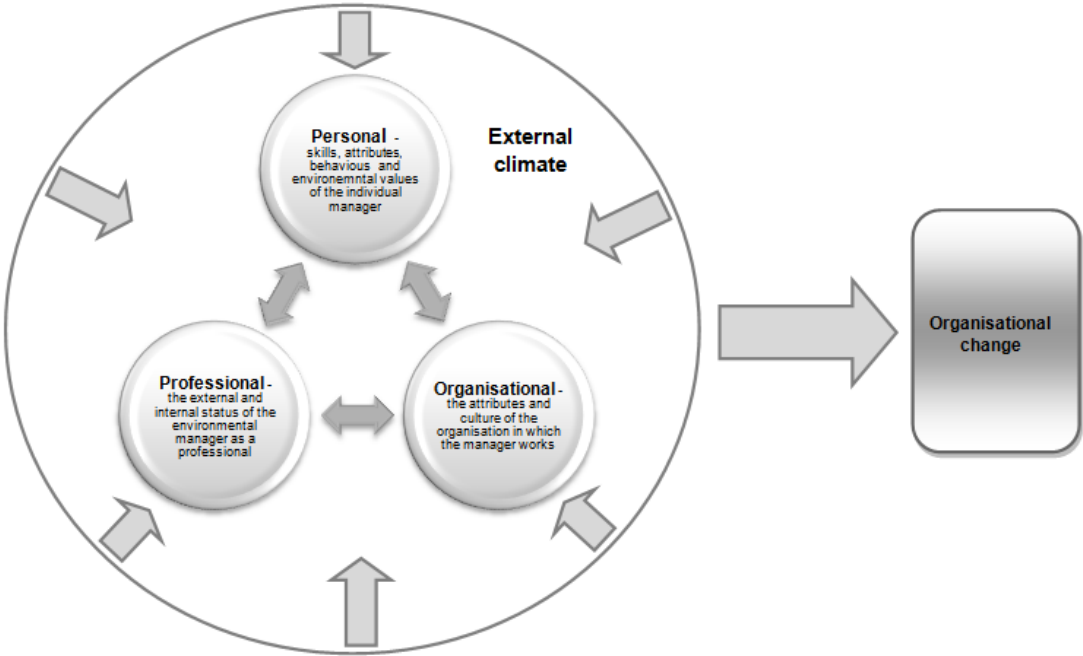 Personal -
skills, attributes,
behavious and
environemntal values
of the individual
manager
External
climate
Professional -
the external and
internal status of the
environmental
manager as a
professional
Organisational -
the attributes and
culture of the
organisation in which
the manager works
Organisational
change